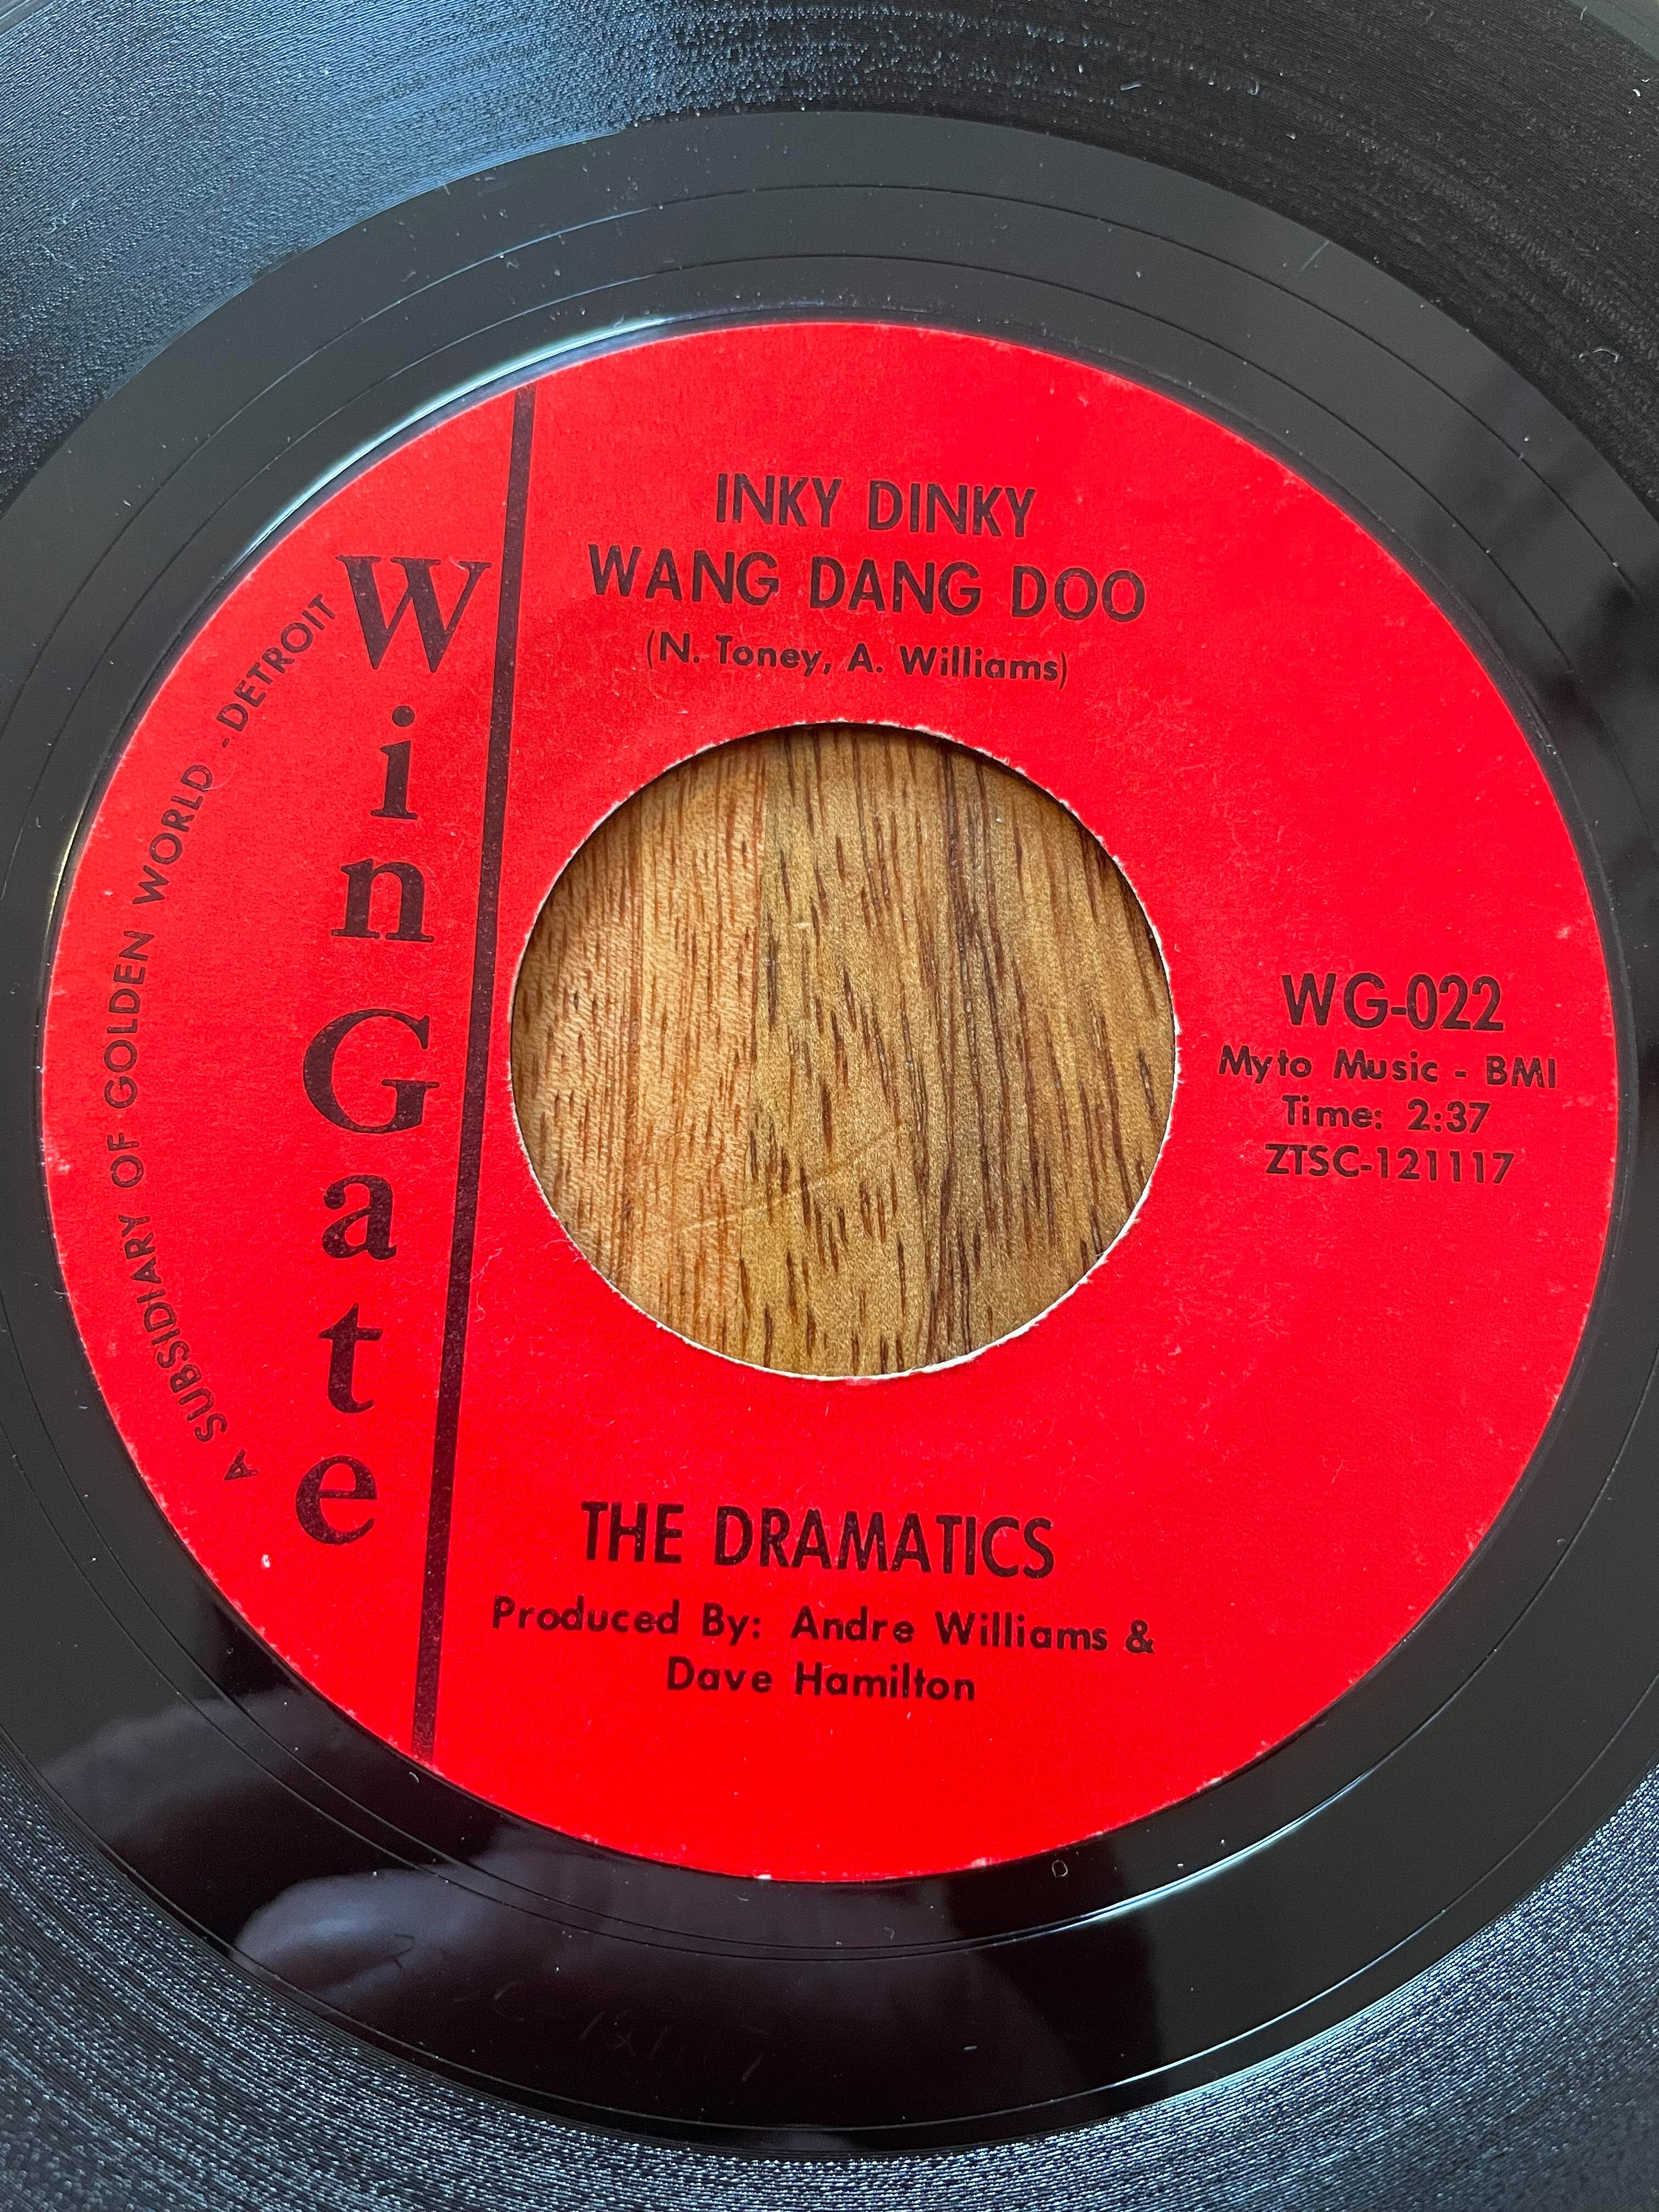 INKY DINKY
WANG DANG DOO
(N. Toney, A. Williams)
WinGate
A SUBSIDIARY OF GOLDEN WORLD - DETROIT
WG-022
Myto Music - BMI
Time: 2:37
ZTSC-121117
THE DRAMATICS
Produced By: Andre Williams &
Dave Hamilton